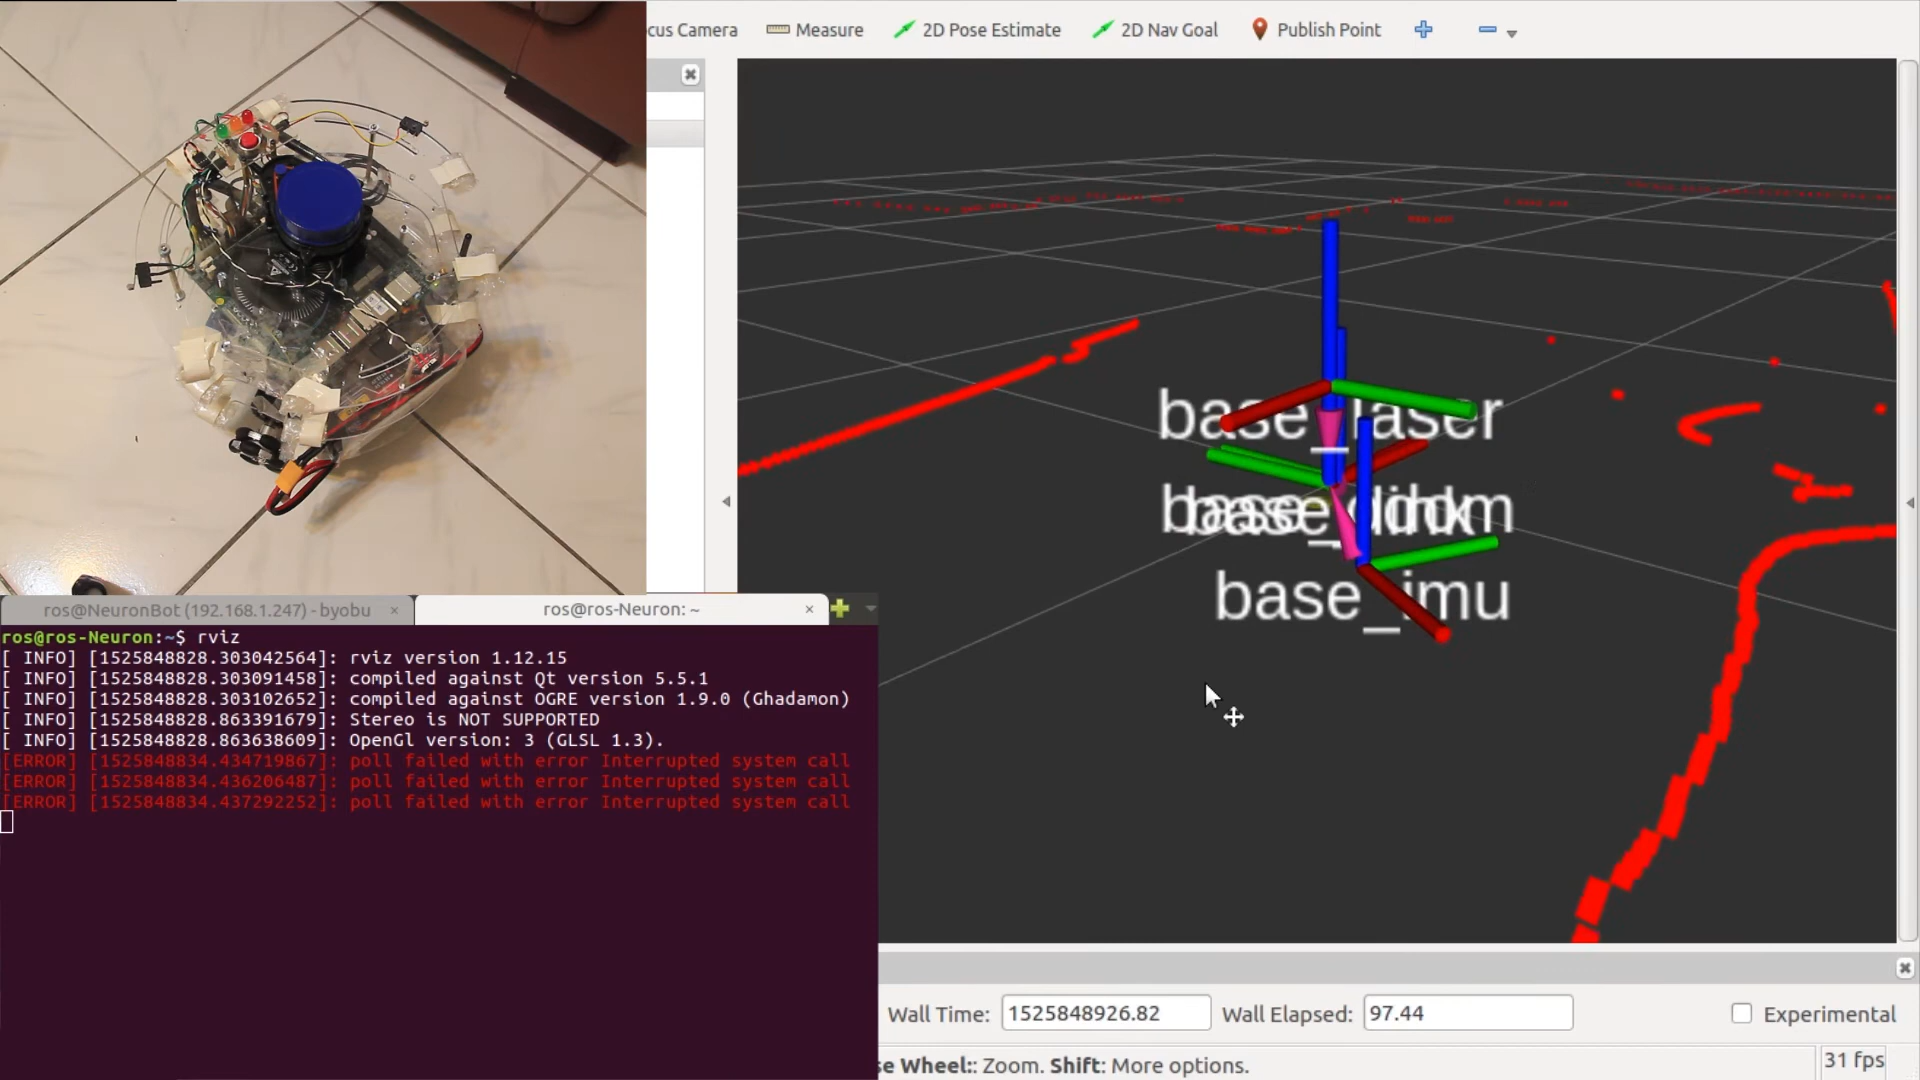 cus Camera Measure 2D Pose Estimate 2D Nav Goal Publish Point
base_laser
base_imu
ros@NeuronBot (192.168.1.247) - byobu
ros@ros-Neuron: ~
ros@ros-Neuron:~$ rviz
[ INFO] [1525848828.303042564]: rviz version 1.12.15
[ INFO] [1525848828.303091458]: compiled against Qt version 5.5.1
[ INFO] [1525848828.303102652]: compiled against OGRE version 1.9.0 (Ghadamon)
[ INFO] [1525848828.863391679]: Stereo is NOT SUPPORTED
[ INFO] [1525848828.863638609]: OpenGl version: 3 (GLSL 1.3).
[ERROR] [1525848834.434719867]: poll failed with error Interrupted system call
[ERROR] [1525848834.436206487]: poll failed with error Interrupted system call
[ERROR] [1525848834.437292252]: poll failed with error Interrupted system call
Wall Time: 1525848926.82 Wall Elapsed: 97.44 Experimental
se Wheel:: Zoom. Shift: More options. 31 fps